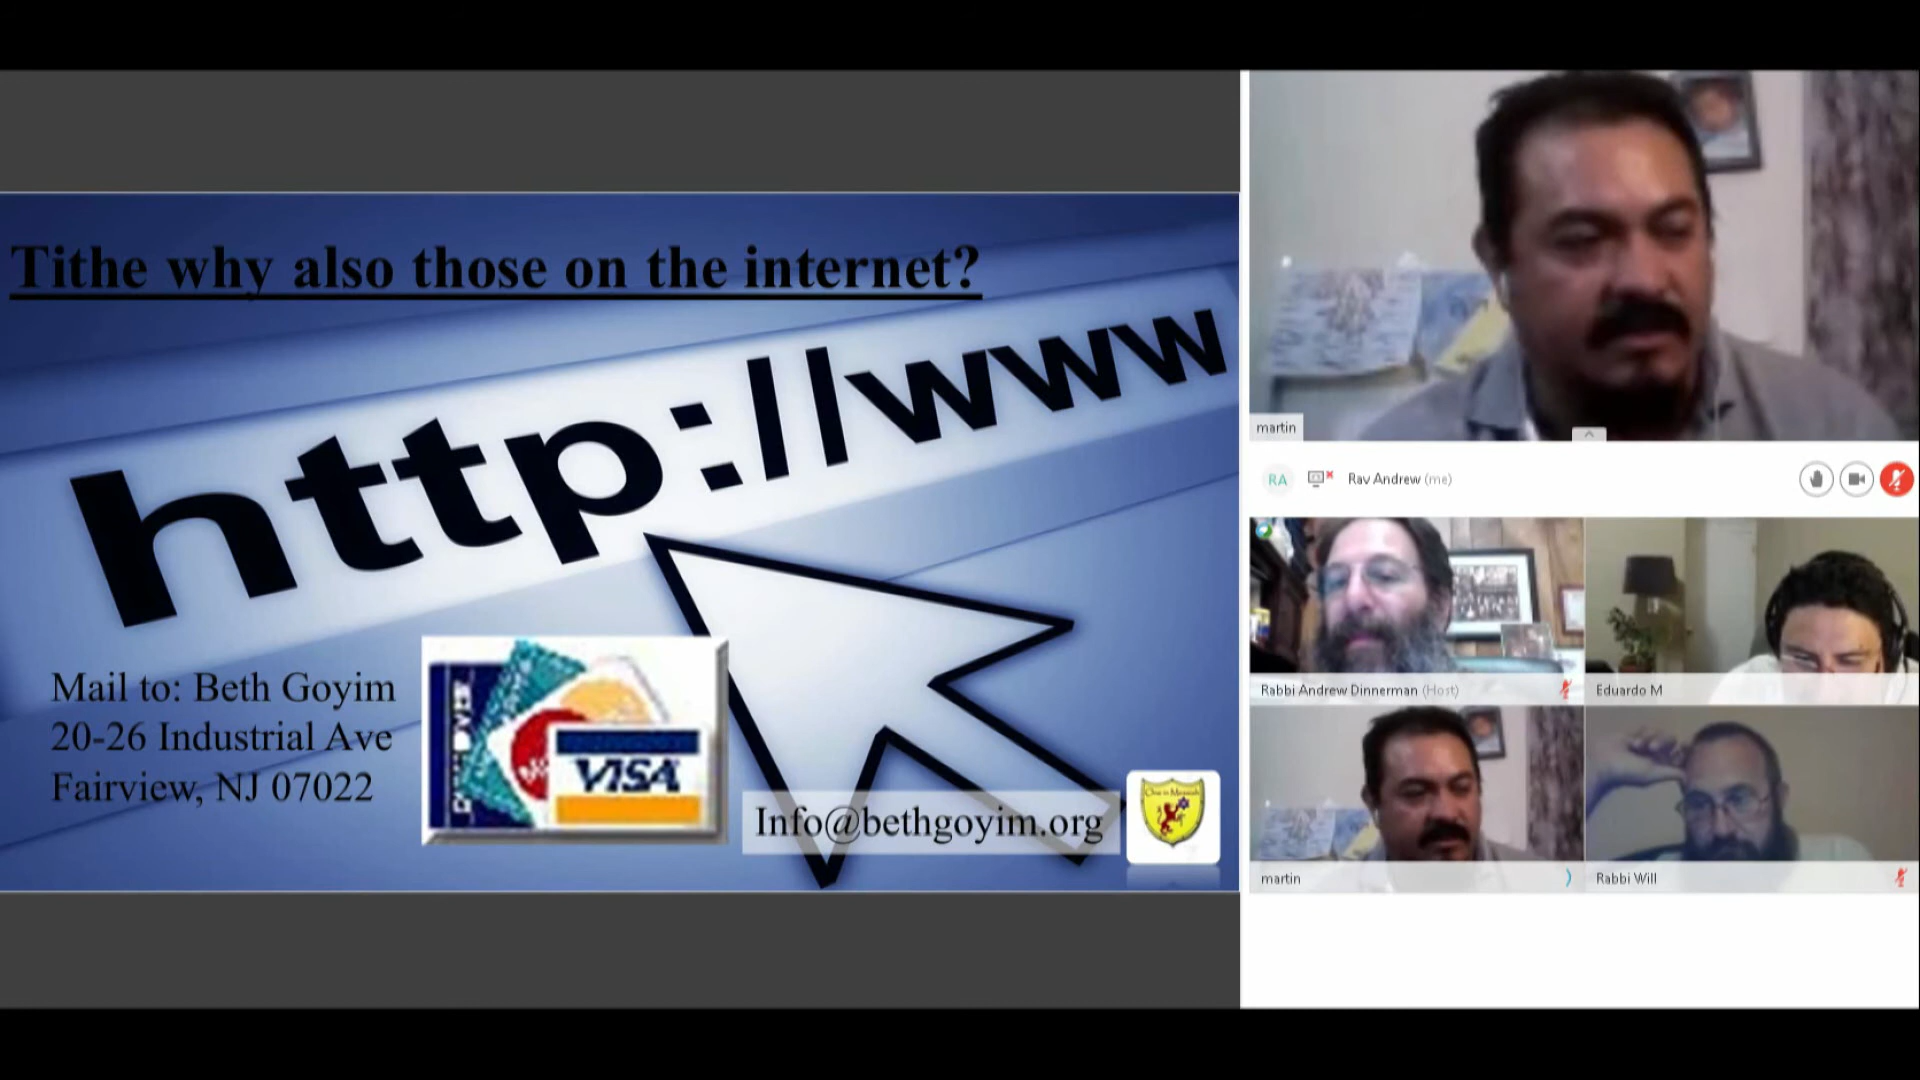 Tithe why also those on the internet?
http://www
Mail to: Beth Goyim
20-26 Industrial Ave
Fairview, NJ 07022
VISA
Info@bethgoyim.org
martin
RA
Rav Andrew (me)
Rabbi Andrew Dinnerman (Host)
Eduardo M
martin
Rabbi Will